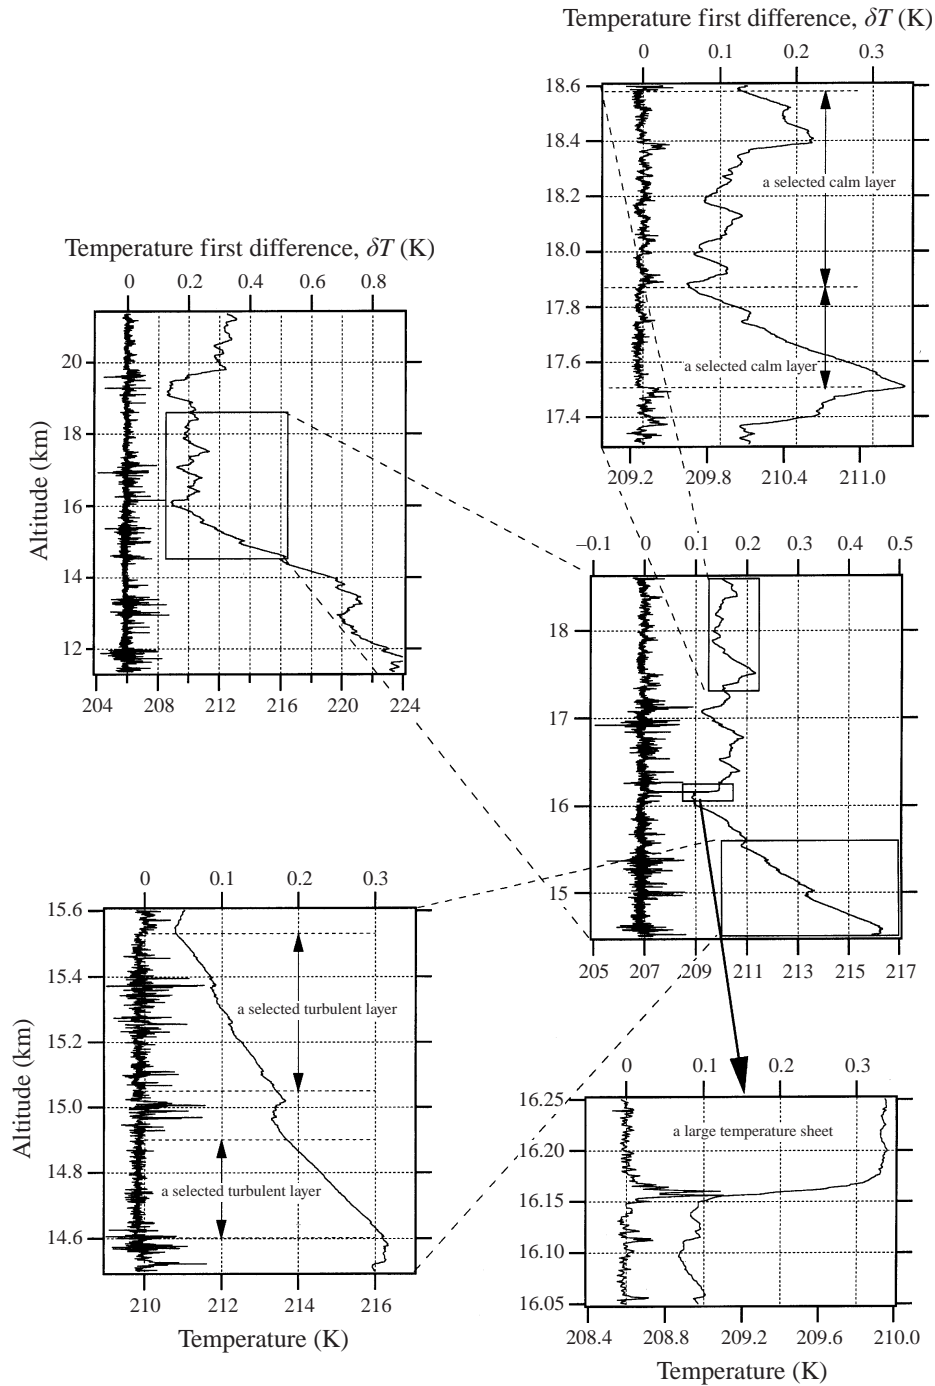 Temperature first difference, δT (K)
0 0.1 0.2 0.3
18.6
18.4
a selected calm layer
18.2
18.0
17.8
17.6
a selected calm layer
17.4
209.2 209.8 210.4 211.0
Temperature first difference, δT (K)
0 0.2 0.4 0.6 0.8
Altitude (km)
20
18
16
14
12
204 208 212 216 220 224
–0.1 0 0.1 0.2 0.3 0.4 0.5
18
17
16
15
205 207 209 211 213 215 217
0 0.1 0.2 0.3
Altitude (km)
15.6
15.4
a selected turbulent layer
15.2
15.0
14.8
a selected turbulent layer
14.6
210 212 214 216
Temperature (K)
0 0.1 0.2 0.3
16.25
a large temperature sheet
16.20
16.15
16.10
16.05
208.4 208.8 209.2 209.6 210.0
Temperature (K)